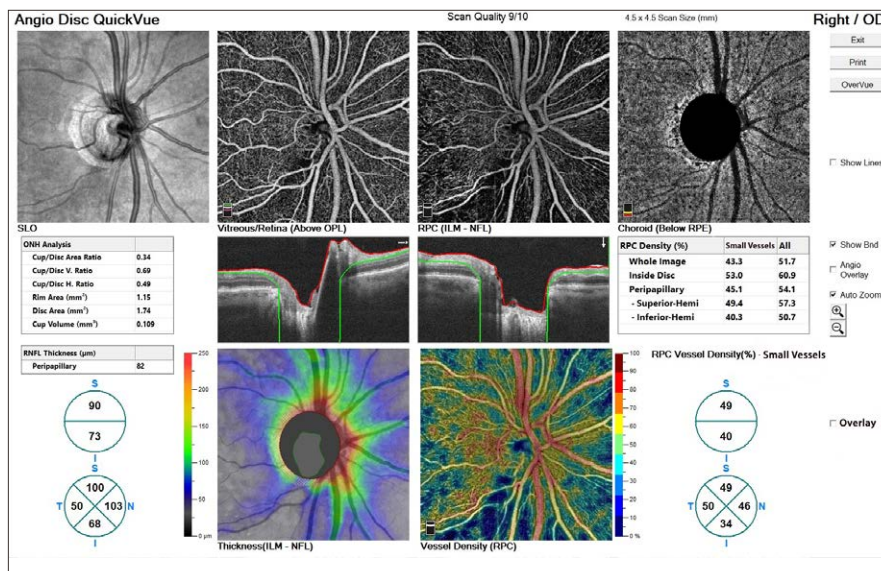 Angio Disc QuickVue
Scan Quality 9/10
4.5 x 4.5 Scan Size (mm)
Right / OD
Exit
Print
OverVue
Show Lines
SLO
Vitreous/Retina (Above OPL)
RPC (ILM - NFL)
Choroid (Below RPE)
ONH Analysis
Cup/Disc Area Ratio 0.34
Cup/Disc V. Ratio 0.69
Cup/Disc H. Ratio 0.49
Rim Area (mm²) 1.15
Disc Area (mm²) 1.74
Cup Volume (mm³) 0.109
RPC Density (%) Small Vessels All
Whole Image 43.3 51.7
Inside Disc 53.0 60.9
Peripapillary 45.1 54.1
- Superior-Hemi 49.4 57.3
- Inferior-Hemi 40.3 50.7
Show Bnd
Angio
Overlay
Auto Zoom
RNFL Thickness (µm)
Peripapillary 82
S
90
73
I
S
100
T 50 103 N
68
I
250
200
150
100
50
0 µm
Thickness(ILM - NFL)
100
90
80
70
60
50
40
30
20
10
0 %
Vessel Density (RPC)
RPC Vessel Density(%) - Small Vessels
S
49
40
I
S
49
T 50 46 N
34
I
Overlay